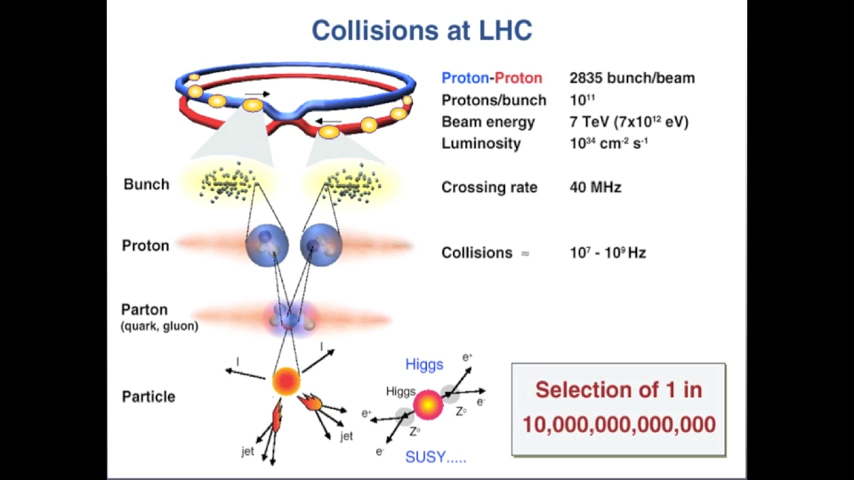 Collisions at LHC
Proton-Proton 2835 bunch/beam
Protons/bunch 10¹¹
Beam energy 7 TeV (7x10¹² eV)
Luminosity 10³⁴ cm⁻² s⁻¹
Bunch
Crossing rate 40 MHz
Proton
Collisions ≈ 10⁷ - 10⁹ Hz
Parton
(quark, gluon)
l
l
Particle
jet
jet
Higgs
Higgs
e⁺
e⁻
Z⁰
e⁺
Z⁰
e⁻
SUSY.....
Selection of 1 in
10,000,000,000,000